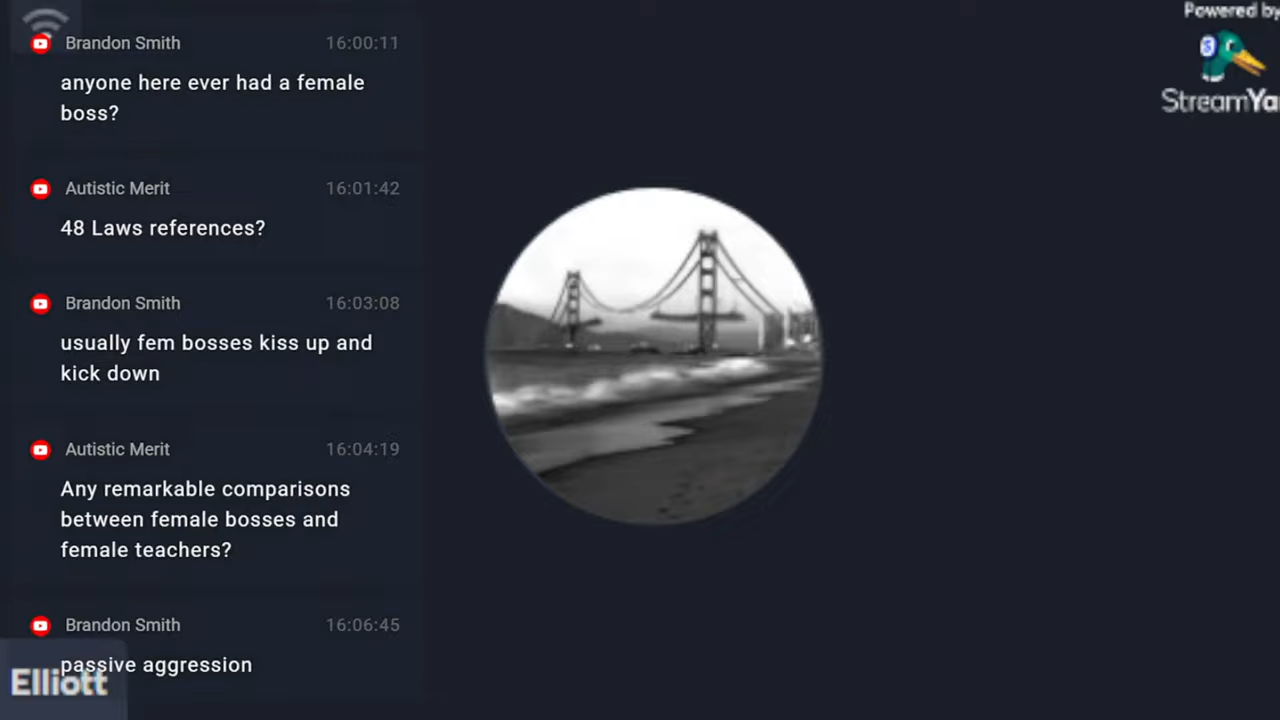 Powered by
StreamYa
Brandon Smith 16:00:11
anyone here ever had a female
boss?
Autistic Merit 16:01:42
48 Laws references?
Brandon Smith 16:03:08
usually fem bosses kiss up and
kick down
Autistic Merit 16:04:19
Any remarkable comparisons
between female bosses and
female teachers?
Brandon Smith 16:06:45
passive aggression
Elliott